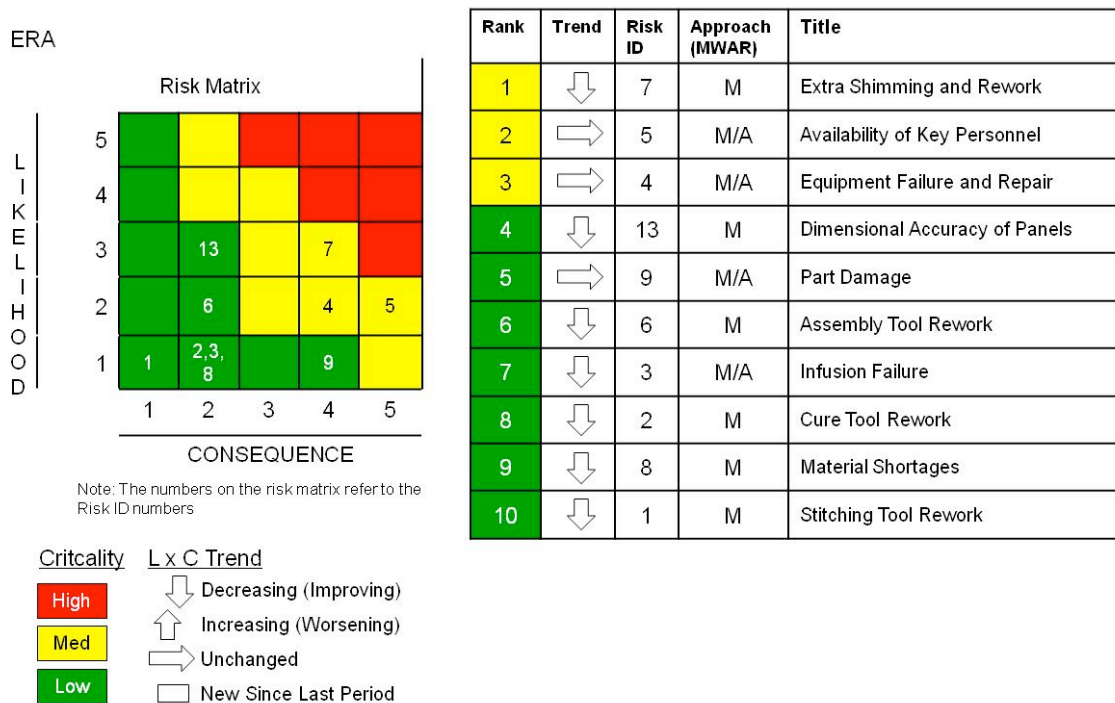 ERA
Risk Matrix
LIKELIHOOD
5
4
3 13 7
2 6 4 5
1 1 2,3, 9
8
1 2 3 4 5
CONSEQUENCE
Note: The numbers on the risk matrix refer to the
Risk ID numbers
Critcality L x C Trend
High Decreasing (Improving)
Increasing (Worsening)
Med
Unchanged
Low New Since Last Period
Rank Trend Risk Approach Title
ID (MWAR)
1 7 M Extra Shimming and Rework
2 5 M/A Availability of Key Personnel
3 4 M/A Equipment Failure and Repair
4 13 M Dimensional Accuracy of Panels
5 9 M/A Part Damage
6 6 M Assembly Tool Rework
7 3 M/A Infusion Failure
8 2 M Cure Tool Rework
9 8 M Material Shortages
10 1 M Stitching Tool Rework